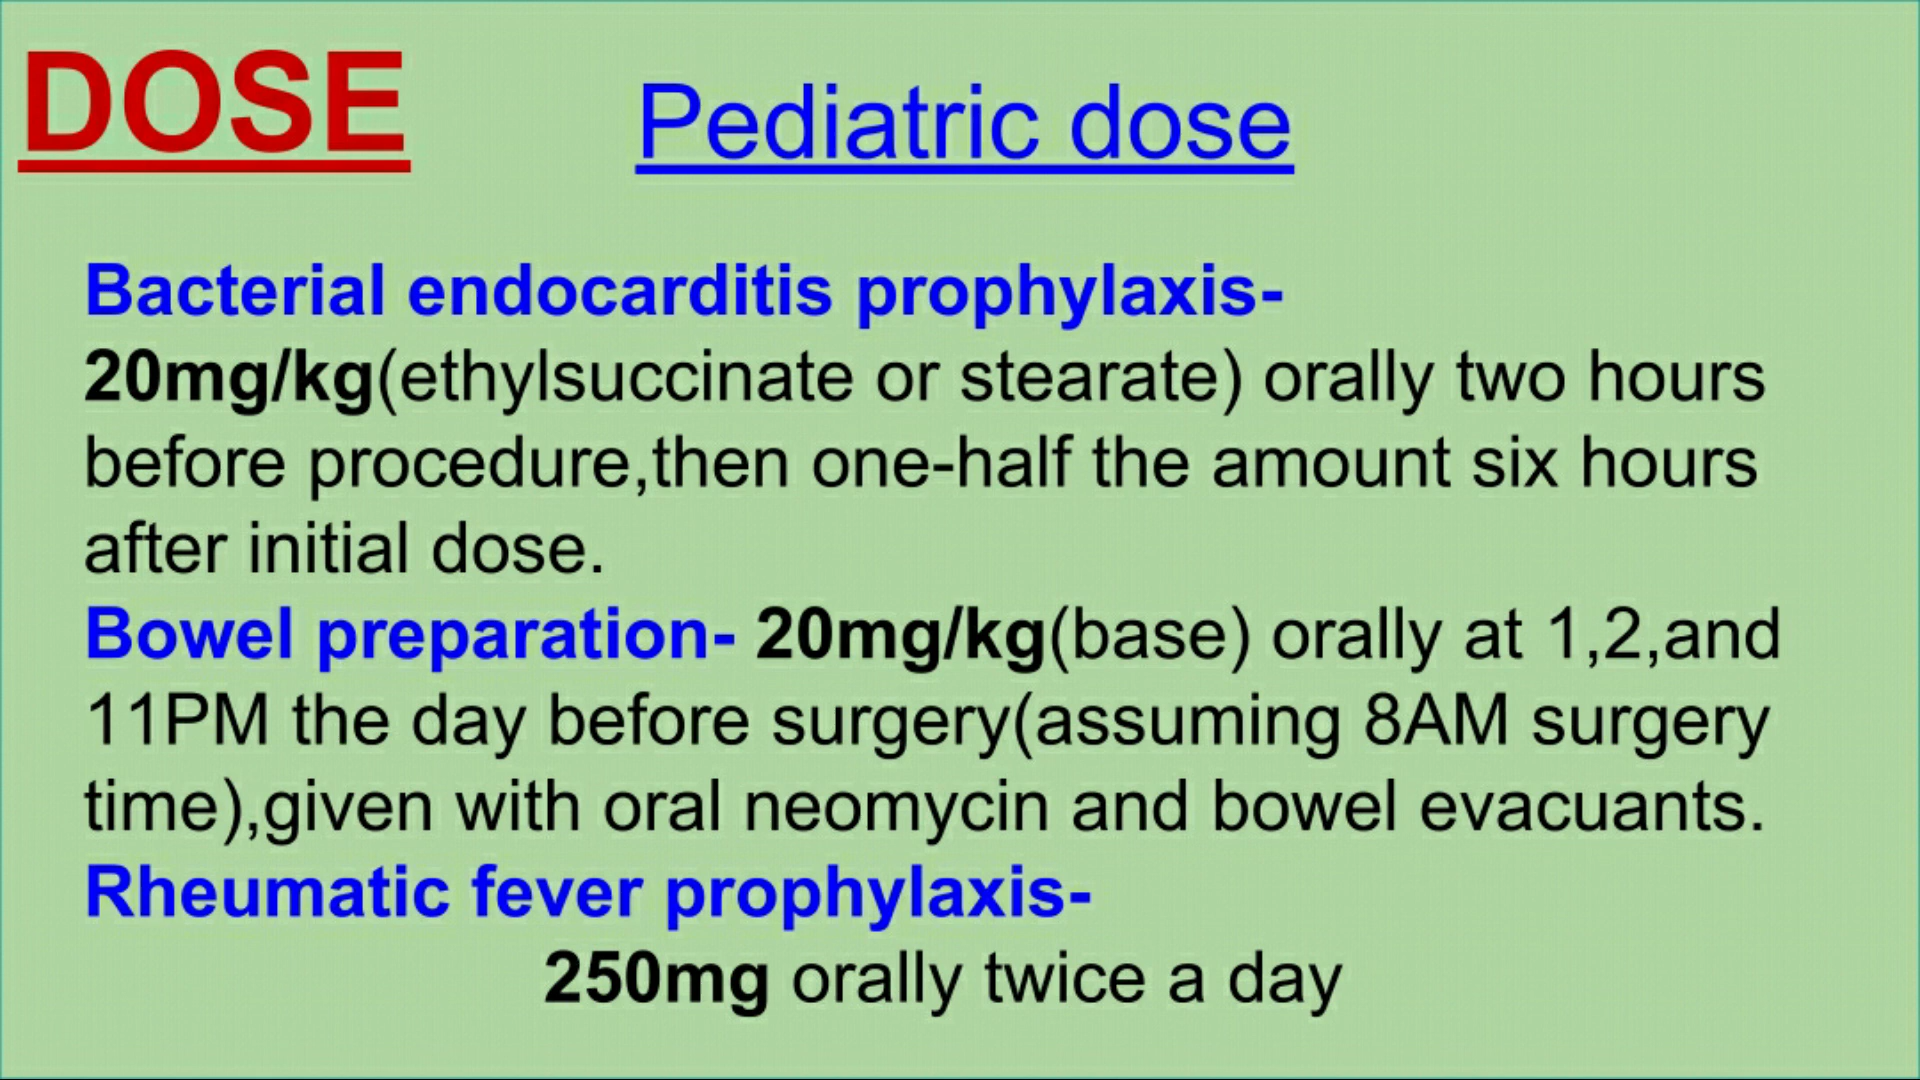 DOSE
Pediatric dose
Bacterial endocarditis prophylaxis-
20mg/kg(ethylsuccinate or stearate) orally two hours
before procedure,then one-half the amount six hours
after initial dose.
Bowel preparation- 20mg/kg(base) orally at 1,2,and
11PM the day before surgery(assuming 8AM surgery
time),given with oral neomycin and bowel evacuants.
Rheumatic fever prophylaxis-
250mg orally twice a day